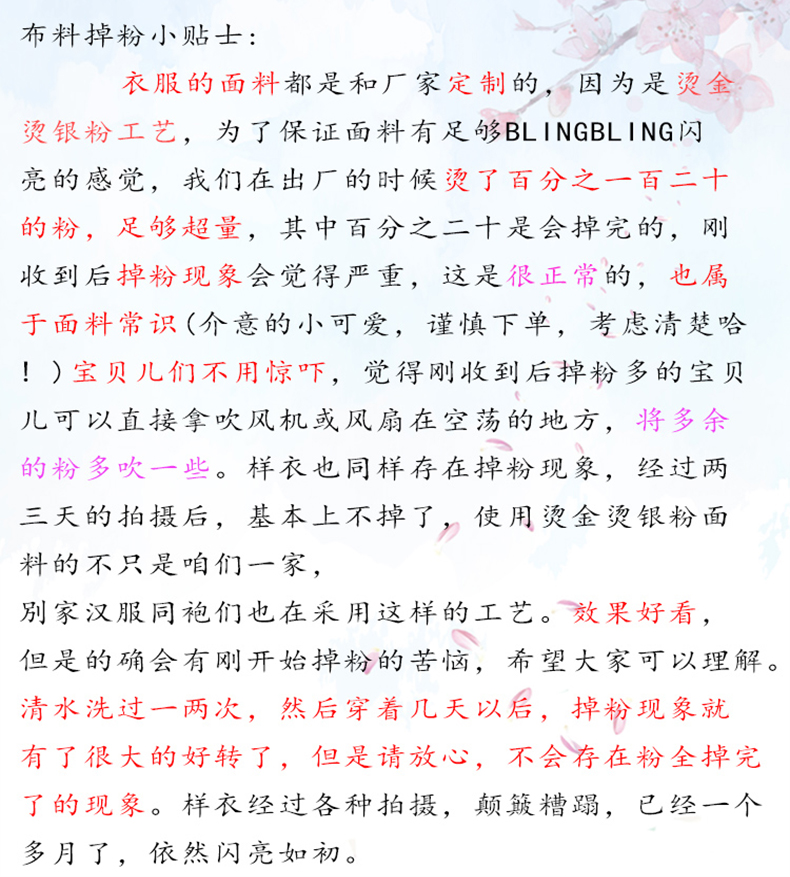 布料掉粉小贴士:
衣服的面料都是和厂家定制的，因为是烫金
烫银粉工艺，为了保证面料有足够BLINGBLING闪
亮的感觉，我们在出厂的时候烫了百分之一百二十
的粉，足够超量，其中百分之二十是会掉完的，刚
收到后掉粉现象会觉得严重，这是很正常的，也属
于面料常识(介意的小可爱，谨慎下单，考虑清楚哈
!)宝贝儿们不用惊吓，觉得刚收到后掉粉多的宝贝
儿可以直接拿吹风机或风扇在空荡的地方，将多余
的粉多吹一些。样衣也同样存在掉粉现象，经过两
三天的拍摄后，基本上不掉了，使用烫金烫银粉面
料的不只是咱们一家，
别家汉服同袍们也在采用这样的工艺。效果好看，
但是的确会有刚开始掉粉的苦恼，希望大家可以理解。
清水洗过一两次，然后穿着几天以后，掉粉现象就
有了很大的好转了，但是请放心，不会存在粉全掉完
了的现象。样衣经过各种拍摄，颠簸糟蹋，已经一个
多月了，依然闪亮如初。